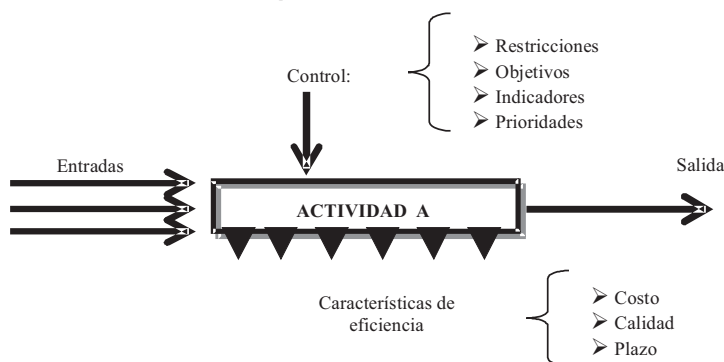 Control:
Restricciones
Objetivos
Indicadores
Prioridades
Entradas
Salida
ACTIVIDAD A
Características de
eficiencia
Costo
Calidad
Plazo